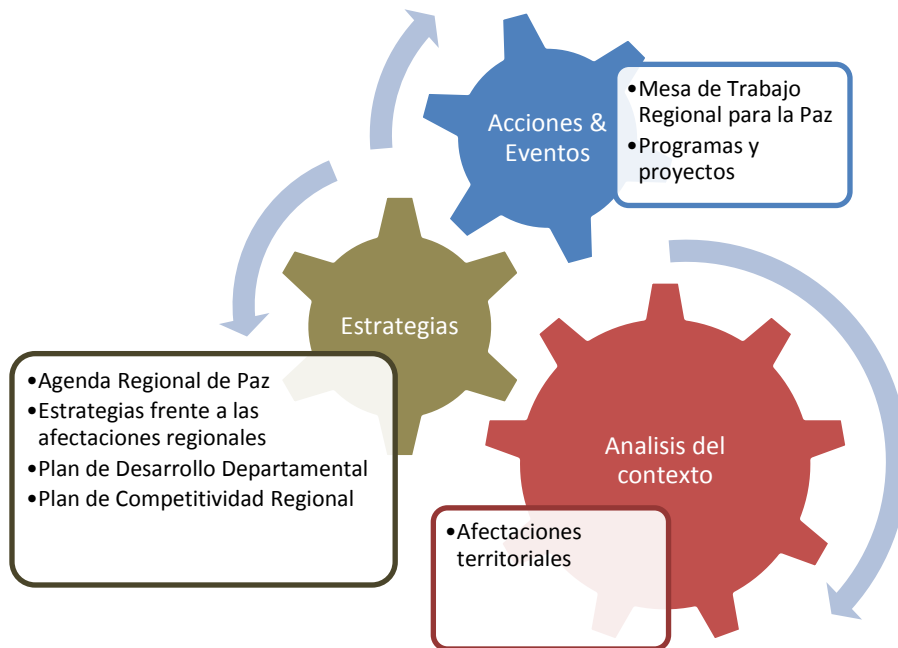 Acciones &
Eventos
•Mesa de Trabajo
Regional para la Paz
•Programas y
proyectos
Estrategias
•Agenda Regional de Paz
•Estrategias frente a las
afectaciones regionales
•Plan de Desarrollo Departamental
•Plan de Competitividad Regional
Analisis del
contexto
•Afectaciones
territoriales